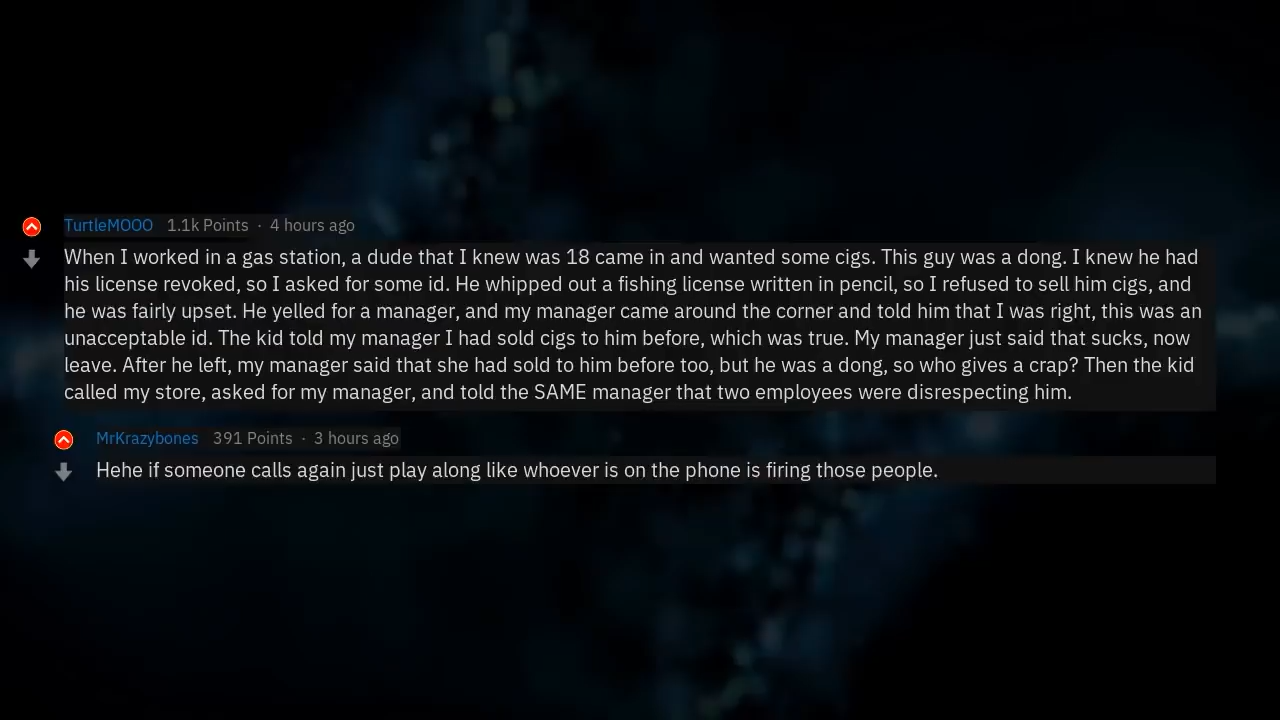 TurtleMOOO 1.1k Points · 4 hours ago
When I worked in a gas station, a dude that I knew was 18 came in and wanted some cigs. This guy was a dong. I knew he had
his license revoked, so I asked for some id. He whipped out a fishing license written in pencil, so I refused to sell him cigs, and
he was fairly upset. He yelled for a manager, and my manager came around the corner and told him that I was right, this was an
unacceptable id. The kid told my manager I had sold cigs to him before, which was true. My manager just said that sucks, now
leave. After he left, my manager said that she had sold to him before too, but he was a dong, so who gives a crap? Then the kid
called my store, asked for my manager, and told the SAME manager that two employees were disrespecting him.
MrKrazybones 391 Points · 3 hours ago
Hehe if someone calls again just play along like whoever is on the phone is firing those people.